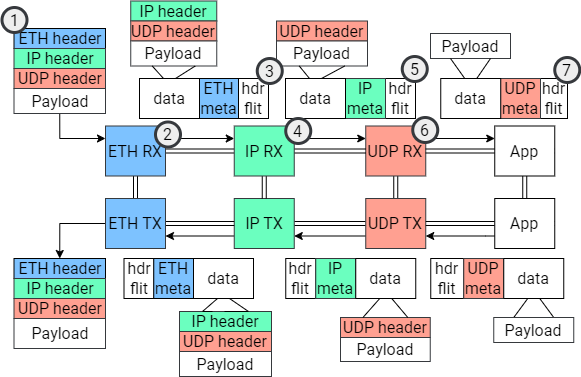 1
ETH header
IP header
UDP header
Payload
IP header
UDP header
Payload
3
data
ETH
meta
hdr
flit
UDP header
Payload
5
data
IP
meta
hdr
flit
Payload
7
data
UDP
meta
hdr
flit
ETH RX
2
IP RX
4
UDP RX
6
App
ETH TX
IP TX
UDP TX
App
ETH header
IP header
UDP header
Payload
hdr
flit
ETH
meta
data
IP header
UDP header
Payload
hdr
flit
IP
meta
data
UDP header
Payload
hdr
flit
UDP
meta
data
Payload